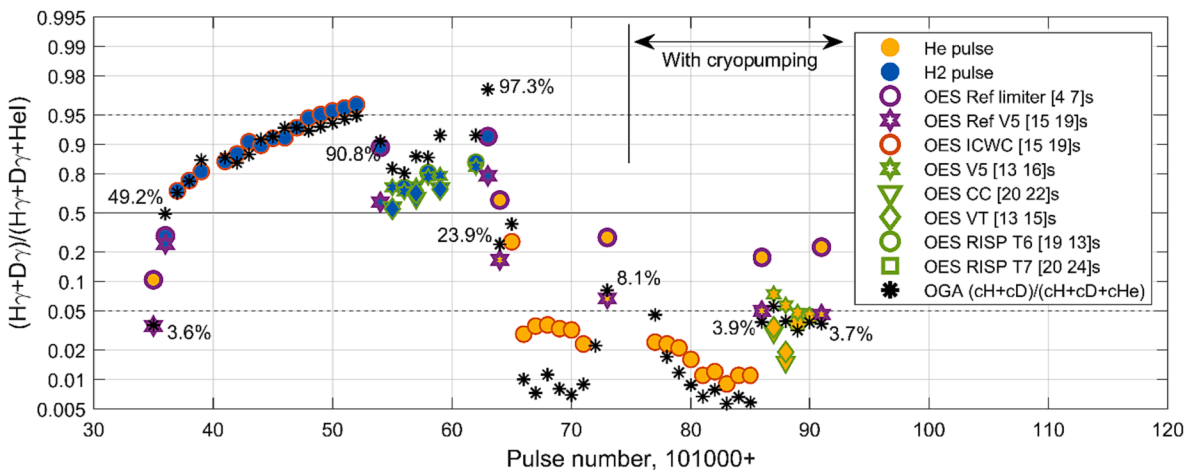 (Hγ+Dγ)/(Hγ+Dγ+HeI)
0.995
0.99
0.98
0.95
0.9
0.8
0.5
0.2
0.1
0.05
0.02
0.01
0.005
49.2%
3.6%
90.8%
97.3%
23.9%
8.1%
3.9%
3.7%
With cryopumping
He pulse
H2 pulse
OES Ref limiter [4 7]s
OES Ref V5 [15 19]s
OES ICWC [15 19]s
OES V5 [13 16]s
OES CC [20 22]s
OES VT [13 15]s
OES RISP T6 [19 13]s
OES RISP T7 [20 24]s
OGA (cH+cD)/(cH+cD+cHe)
30 40 50 60 70 80 90 100 110 120
Pulse number, 101000+